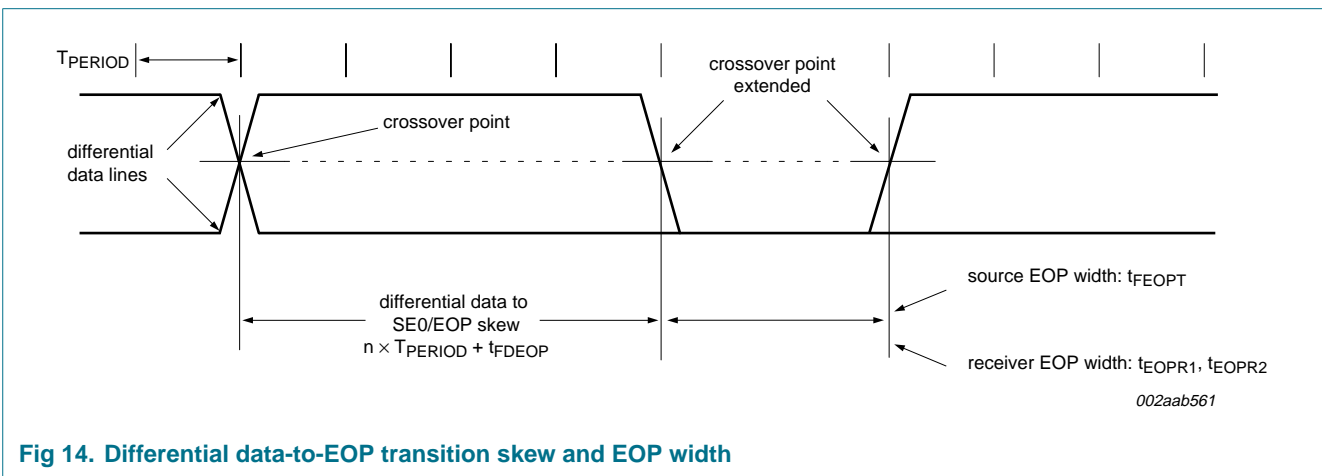 TPERIOD
crossover point
extended
crossover point
differential
data lines
differential data to
SE0/EOP skew
n × TPERIOD + tFDEOP
source EOP width: tFEOPT
receiver EOP width: tEOPR1, tEOPR2
002aab561
Fig 14. Differential data-to-EOP transition skew and EOP width